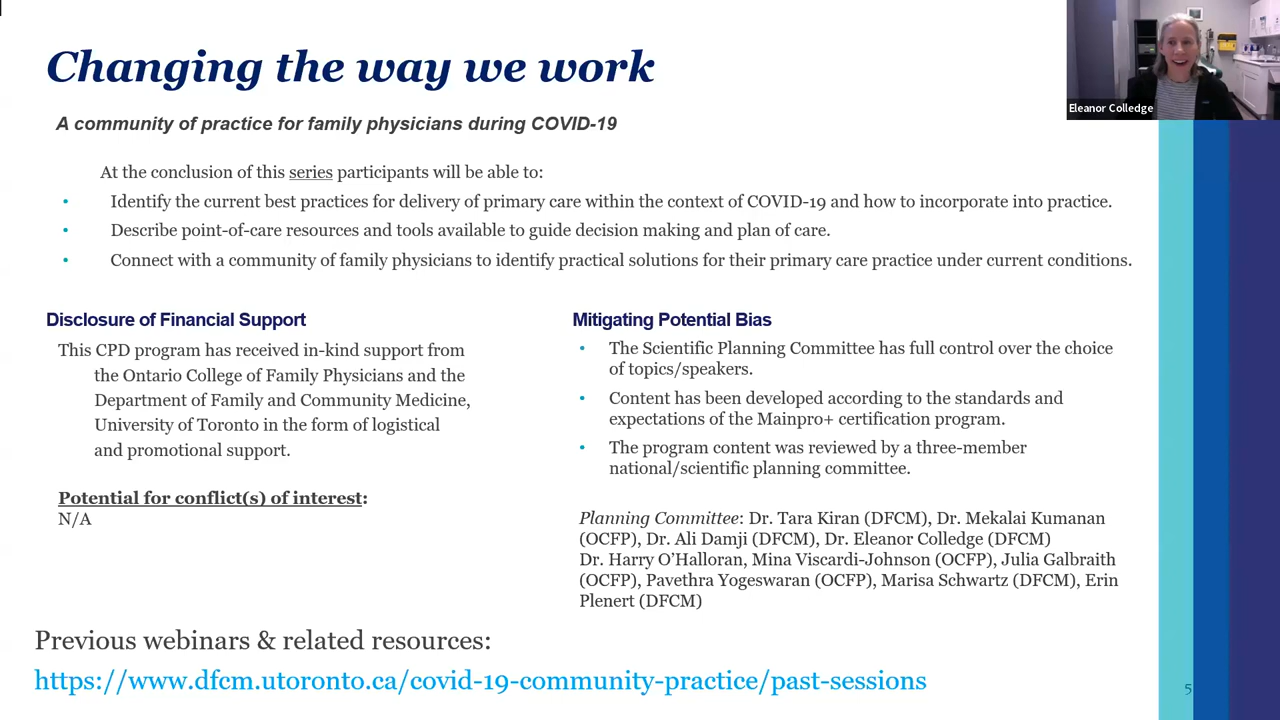 Changing the way we work
Eleanor Colledge
A community of practice for family physicians during COVID-19
At the conclusion of this series participants will be able to:
• Identify the current best practices for delivery of primary care within the context of COVID-19 and how to incorporate into practice.
• Describe point-of-care resources and tools available to guide decision making and plan of care.
• Connect with a community of family physicians to identify practical solutions for their primary care practice under current conditions.
Disclosure of Financial Support
This CPD program has received in-kind support from
the Ontario College of Family Physicians and the
Department of Family and Community Medicine,
University of Toronto in the form of logistical
and promotional support.
Potential for conflict(s) of interest:
N/A
Mitigating Potential Bias
• The Scientific Planning Committee has full control over the choice
of topics/speakers.
• Content has been developed according to the standards and
expectations of the Mainpro+ certification program.
• The program content was reviewed by a three-member
national/scientific planning committee.
Planning Committee: Dr. Tara Kiran (DFCM), Dr. Mekalai Kumanan
(OCFP), Dr. Ali Damji (DFCM), Dr. Eleanor Colledge (DFCM)
Dr. Harry O’Halloran, Mina Viscardi-Johnson (OCFP), Julia Galbraith
(OCFP), Pavethra Yogeswaran (OCFP), Marisa Schwartz (DFCM), Erin
Plenert (DFCM)
Previous webinars & related resources:
https://www.dfcm.utoronto.ca/covid-19-community-practice/past-sessions
5